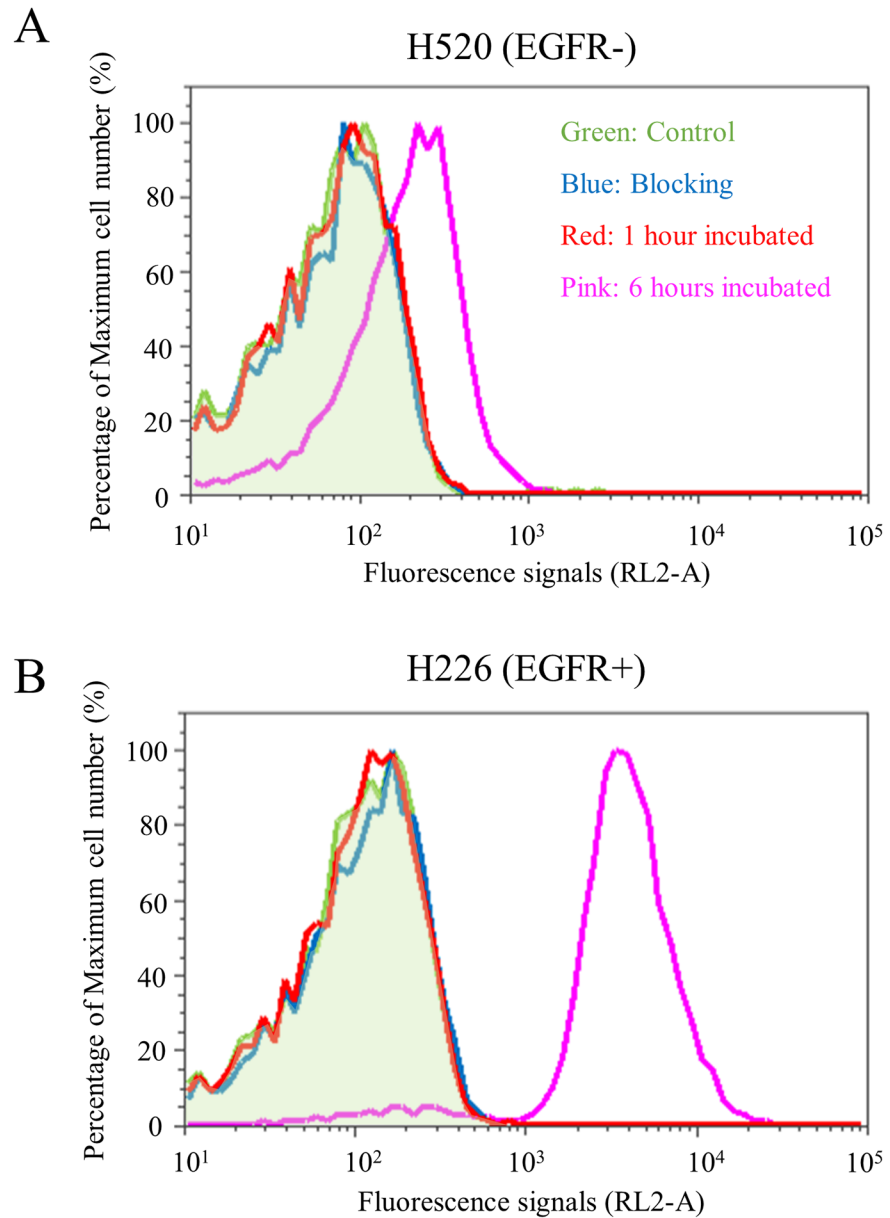 A
H520 (EGFR-)
Percentage of Maximum cell number (%)
100
80
60
40
20
0
Green: Control
Blue: Blocking
Red: 1 hour incubated
Pink: 6 hours incubated
10¹ 10² 10³ 10⁴ 10⁵
Fluorescence signals (RL2-A)
B
H226 (EGFR+)
Percentage of Maximum cell number (%)
100
80
60
40
20
0
10¹ 10² 10³ 10⁴ 10⁵
Fluorescence signals (RL2-A)